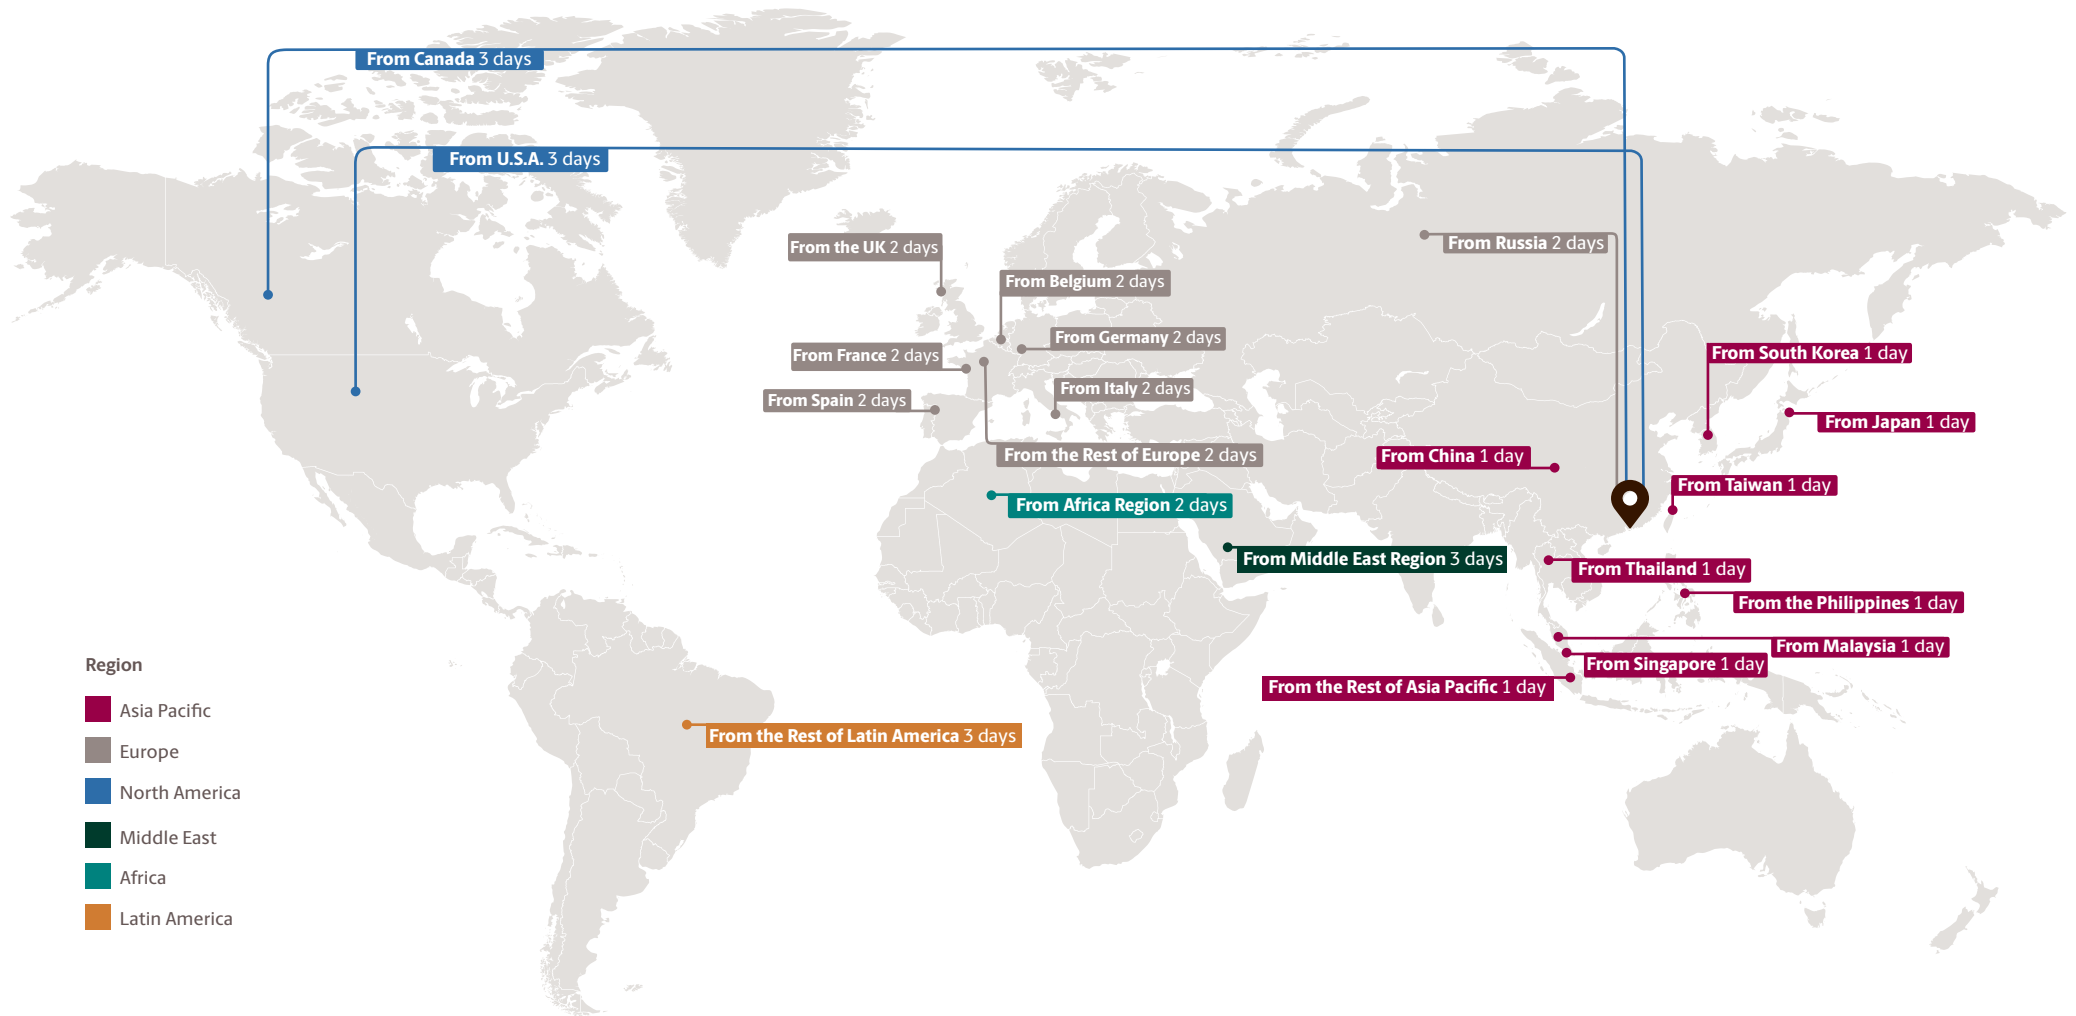 From Canada 3 days
From U.S.A. 3 days
From the UK 2 days
From Russia 2 days
From Belgium 2 days
From Germany 2 days
From France 2 days
From South Korea 1 day
From Italy 2 days
From Spain 2 days
From Japan 1 day
From the Rest of Europe 2 days
From China 1 day
From Taiwan 1 day
From Africa Region 2 days
From Middle East Region 3 days
From Thailand 1 day
From the Philippines 1 day
From Malaysia 1 day
From Singapore 1 day
From the Rest of Asia Pacific 1 day
From the Rest of Latin America 3 days
Region
Asia Pacific
Europe
North America
Middle East
Africa
Latin America